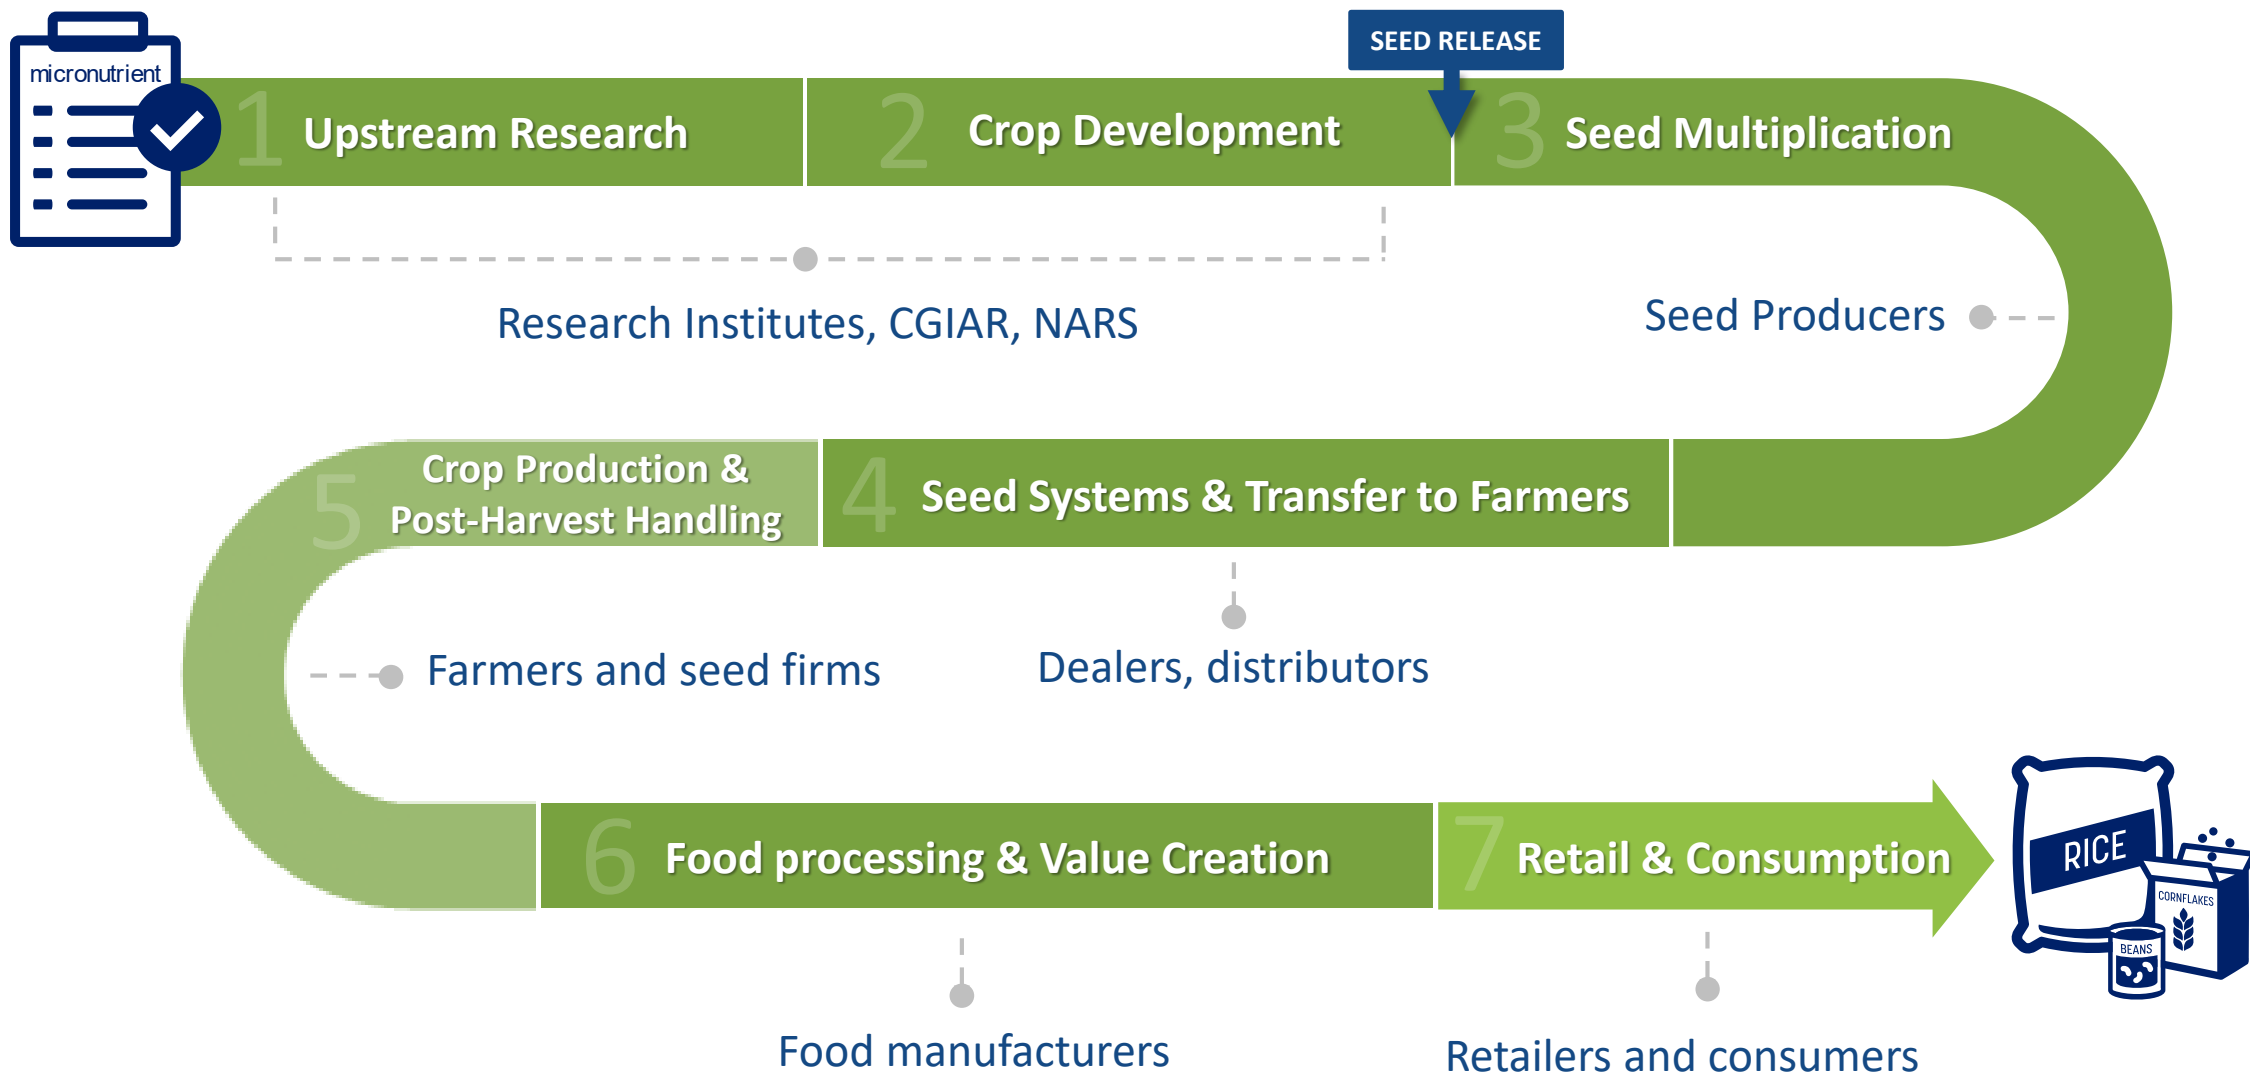 micronutrient
SEED RELEASE
1 Upstream Research
2 Crop Development
3 Seed Multiplication
Research Institutes, CGIAR, NARS
Seed Producers
5 Crop Production &
Post-Harvest Handling
4 Seed Systems & Transfer to Farmers
Farmers and seed firms
Dealers, distributors
6 Food processing & Value Creation
7 Retail & Consumption
RICE
CORNFLAKES
BEANS
Food manufacturers
Retailers and consumers